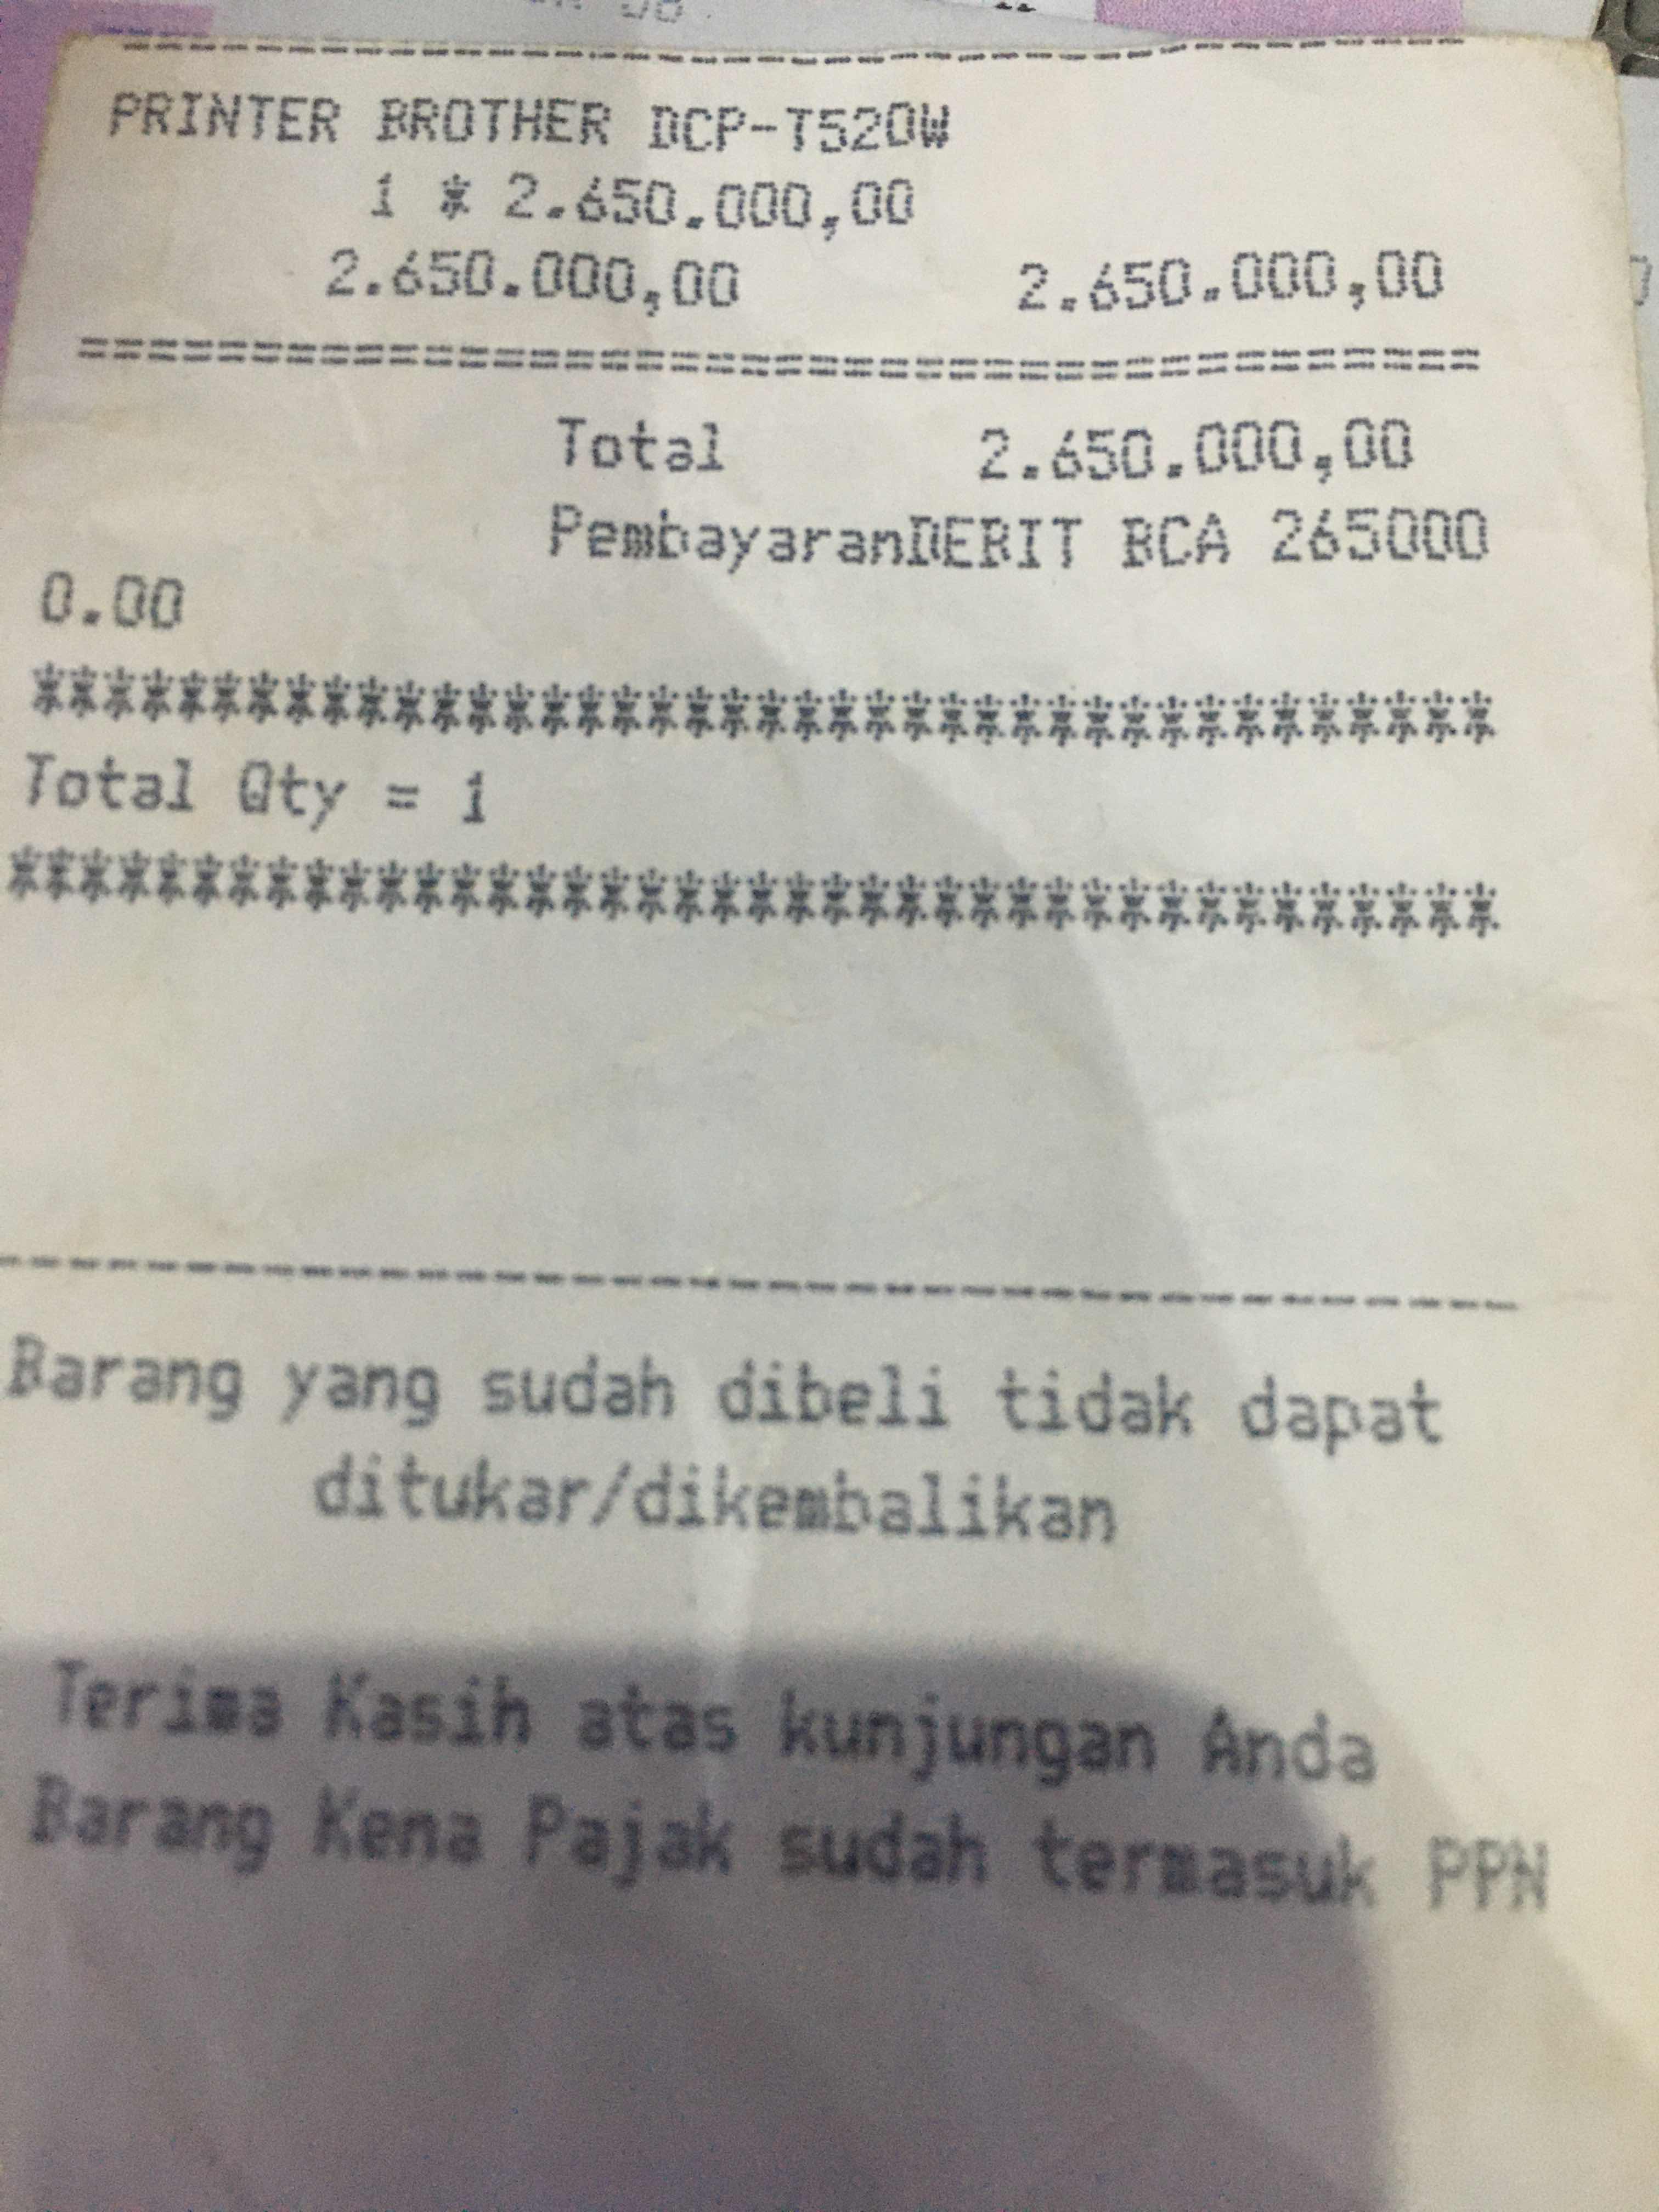 PRINTER BROTHER DCP-T520W
1 * 2.650.000,00
2.650.000,00 2.650.000,00
Total 2.650.000,00
PembayaranDEBIT BCA 265000
0.00
****************************************
Total Qty = 1
****************************************
Barang yang sudah dibeli tidak dapat
ditukar/dikembalikan
Terima Kasih atas kunjungan Anda
Barang Kena Pajak sudah termasuk PPN